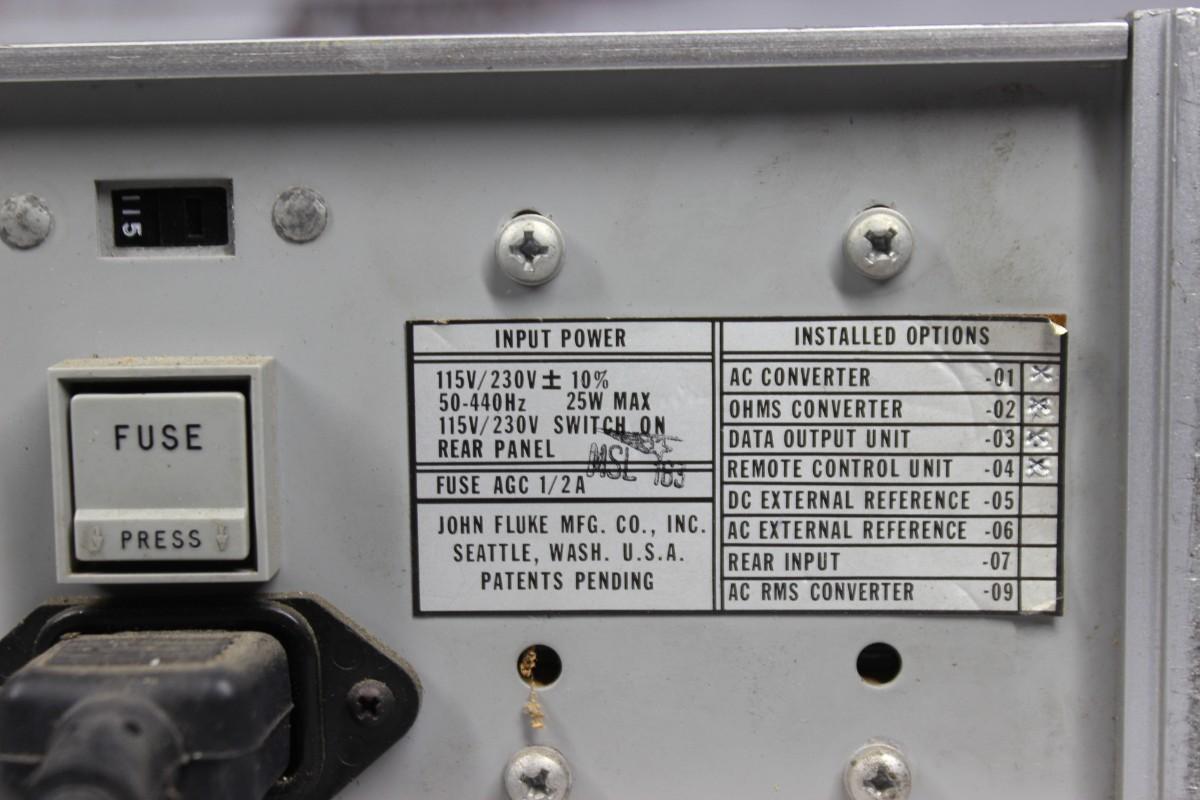 115
FUSE
PRESS
INPUT POWER
115V/230V ± 10%
50-440Hz 25W MAX
115V/230V SWITCH ON
REAR PANEL
MSL 163
FUSE AGC 1/2A
JOHN FLUKE MFG. CO., INC.
SEATTLE, WASH. U.S.A.
PATENTS PENDING
INSTALLED OPTIONS
AC CONVERTER -01 X
OHMS CONVERTER -02 X
DATA OUTPUT UNIT -03 X
REMOTE CONTROL UNIT -04 X
DC EXTERNAL REFERENCE -05
AC EXTERNAL REFERENCE -06
REAR INPUT -07
AC RMS CONVERTER -09